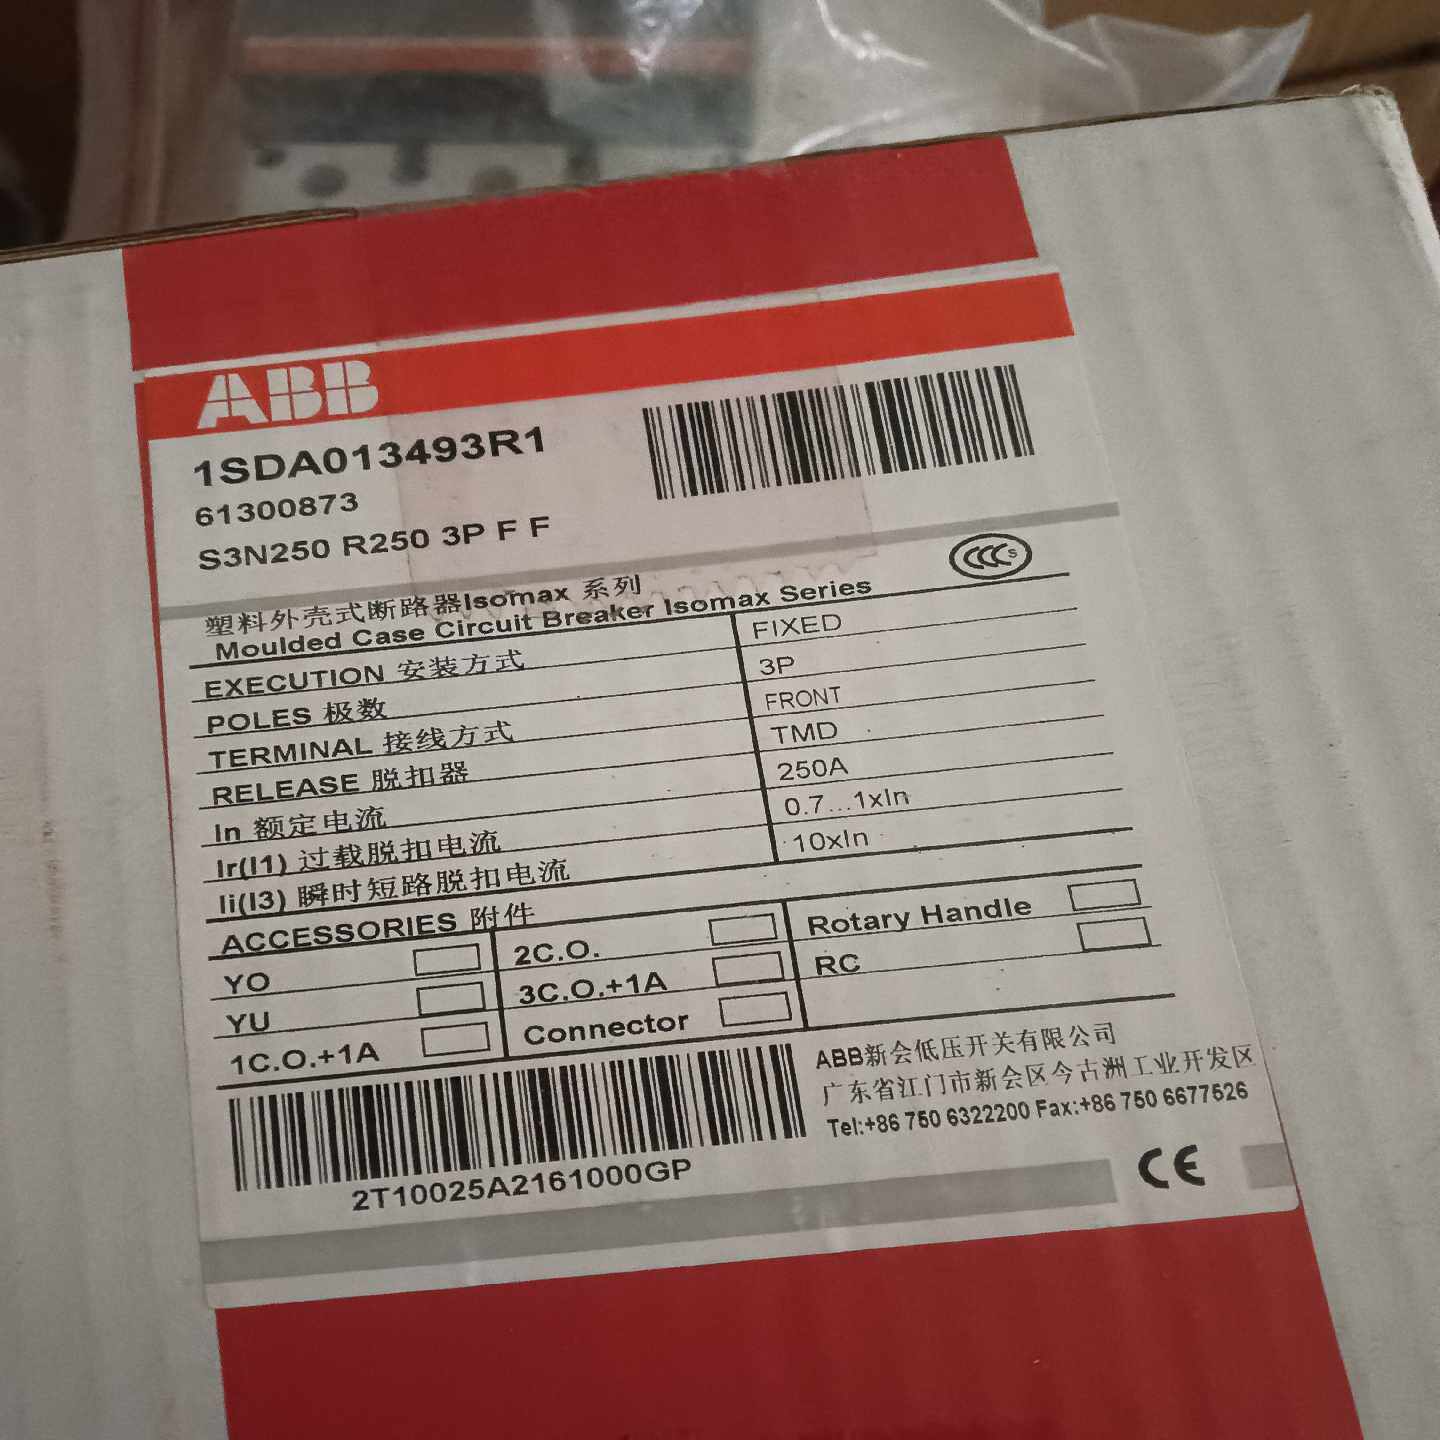 ABB
1SDA013493R1
61300873
S3N250 R250 3P F F
CCC S
塑料外壳式断路器Isomax 系列
Moulded Case Circuit Breaker Isomax Series
EXECUTION 安装方式 FIXED
POLES 极数 3P
TERMINAL 接线方式 FRONT
RELEASE 脱扣器 TMD
In 额定电流 250A
Ir(I1) 过载脱扣电流 0.7...1xIn
Ii(I3) 瞬时短路脱扣电流 10xIn
ACCESSORIES 附件
YO 2C.O. Rotary Handle
YU 3C.O.+1A RC
1C.O.+1A Connector
2T10025A2161000GP
ABB新会低压开关有限公司
广东省江门市新会区今古洲工业开发区
Tel:+86 750 6322200 Fax:+86 750 6677526
CE